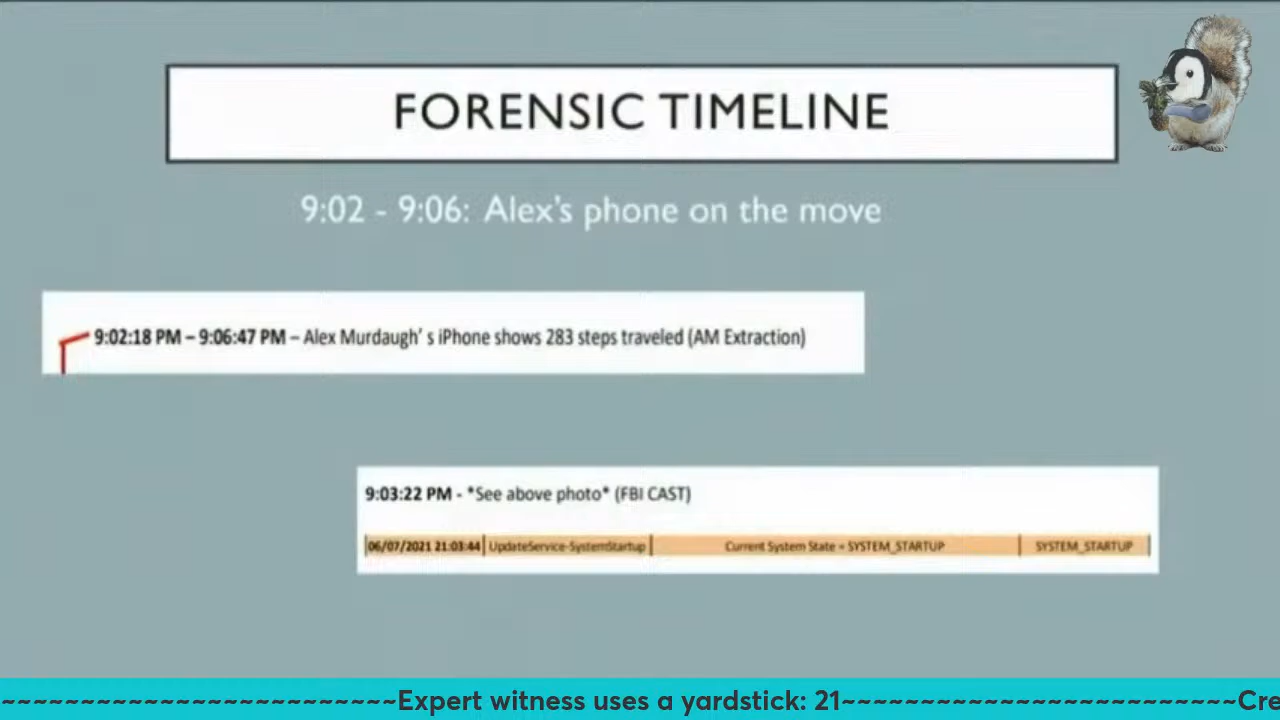 FORENSIC TIMELINE
9:02 - 9:06: Alex's phone on the move
9:02:18 PM – 9:06:47 PM – Alex Murdaugh' s iPhone shows 283 steps traveled (AM Extraction)
9:03:22 PM - *See above photo* (FBI CAST)
06/07/2021 21:03:44 UpdateService-SystemStartup Current System State = SYSTEM_STARTUP SYSTEM_STARTUP
~~~~~~~~~~~~~~~~~~~~~~~~Expert witness uses a yardstick: 21~~~~~~~~~~~~~~~~~~~~~~~~Cre